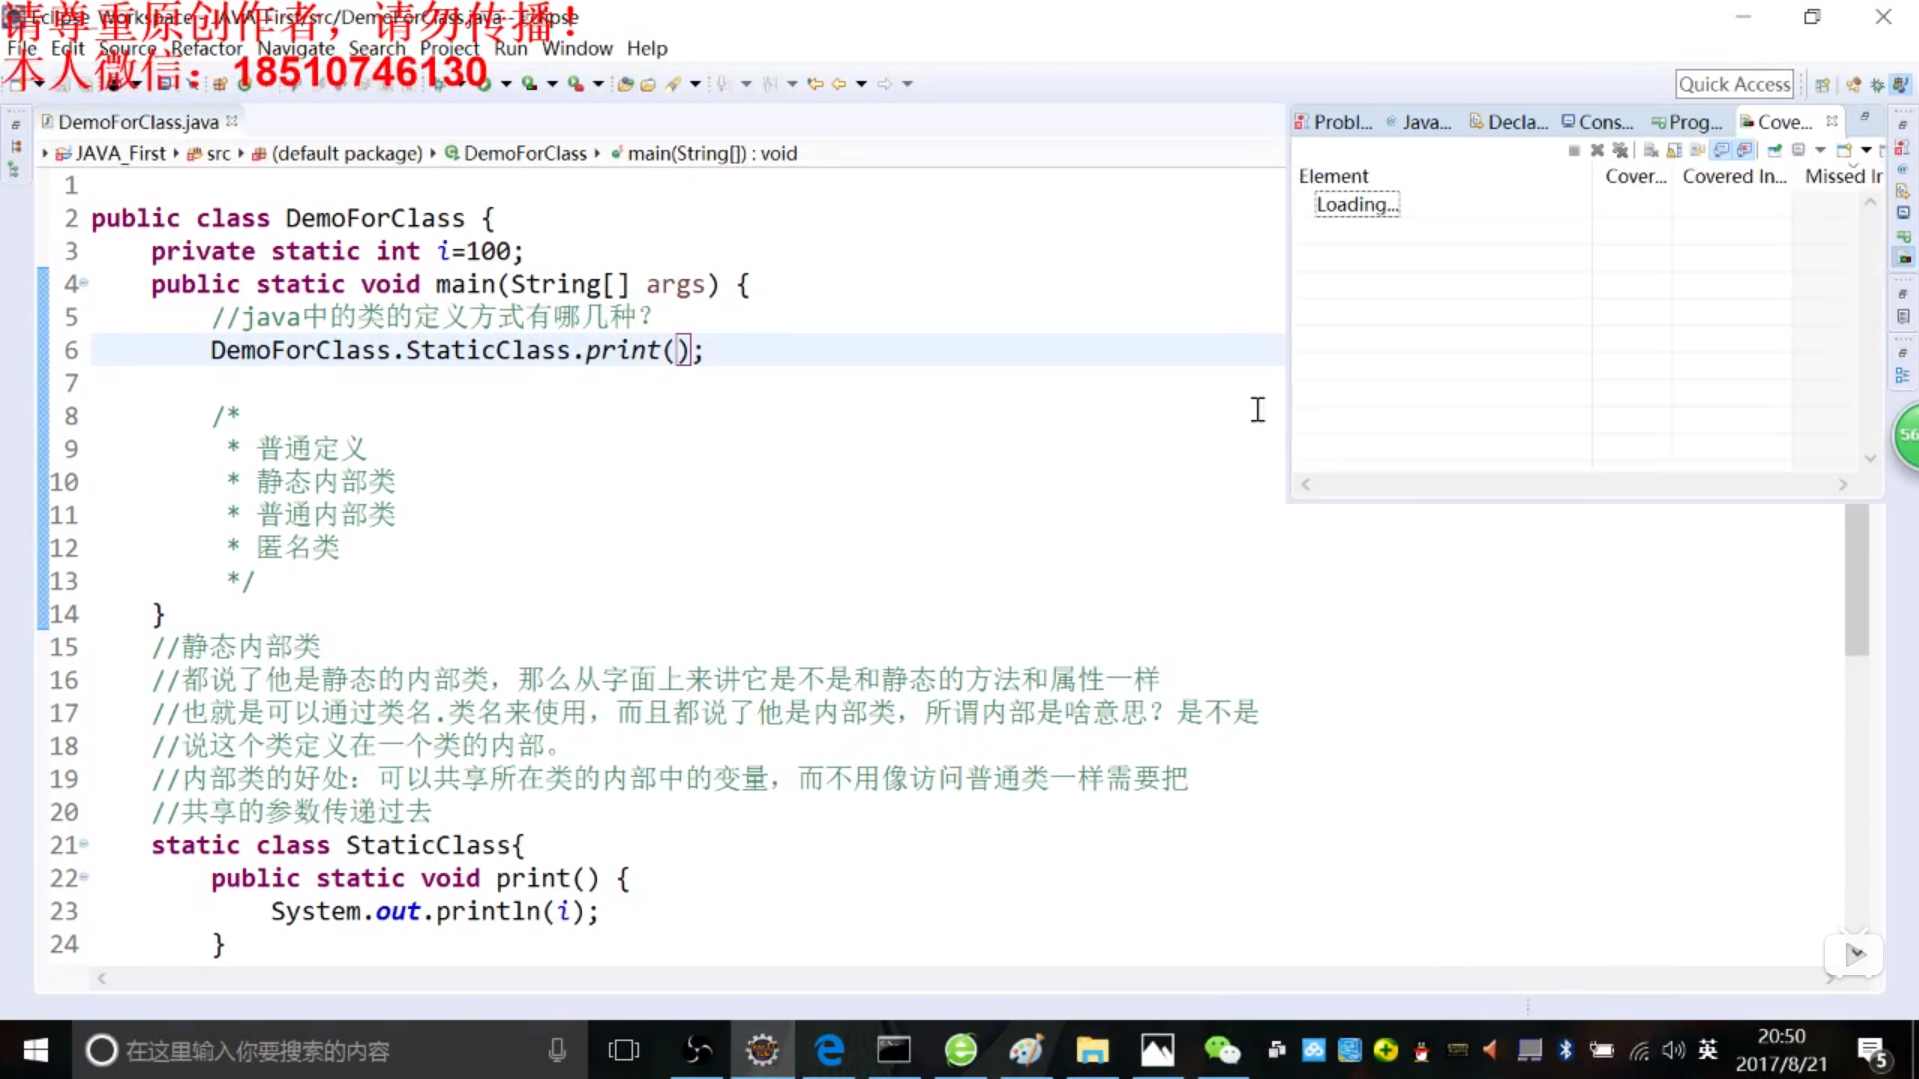 请尊重原创作者，请勿传播！
本人微信：18510746130
Eclipse Workspace - JAVA_First/src/DemoForClass.java - Eclipse
File Edit Source Refactor Navigate Search Project Run Window Help
Quick Access
DemoForClass.java
JAVA_First src (default package) DemoForClass main(String[]) : void
1
2 public class DemoForClass {
3 private static int i=100;
4 public static void main(String[] args) {
5 //java中的类的定义方式有哪几种？
6 DemoForClass.StaticClass.print();
7
8 /*
9 * 普通定义
10 * 静态内部类
11 * 普通内部类
12 * 匿名类
13 */
14 }
15 //静态内部类
16 //都说了他是静态的内部类，那么从字面上来讲它是不是和静态的方法和属性一样
17 //也就是可以通过类名.类名来使用，而且都说了他是内部类，所谓内部是啥意思？是不是
18 //说这个类定义在一个类的内部。
19 //内部类的好处：可以共享所在类的内部中的变量，而不用像访问普通类一样需要把
20 //共享的参数传递过去
21 static class StaticClass{
22 public static void print() {
23 System.out.println(i);
24 }
Probl... Java... Decla... Cons... Prog... Cove...
Element Cover... Covered In... Missed Ir
Loading...
56
在这里输入你要搜索的内容
英
20:50
2017/8/21
5